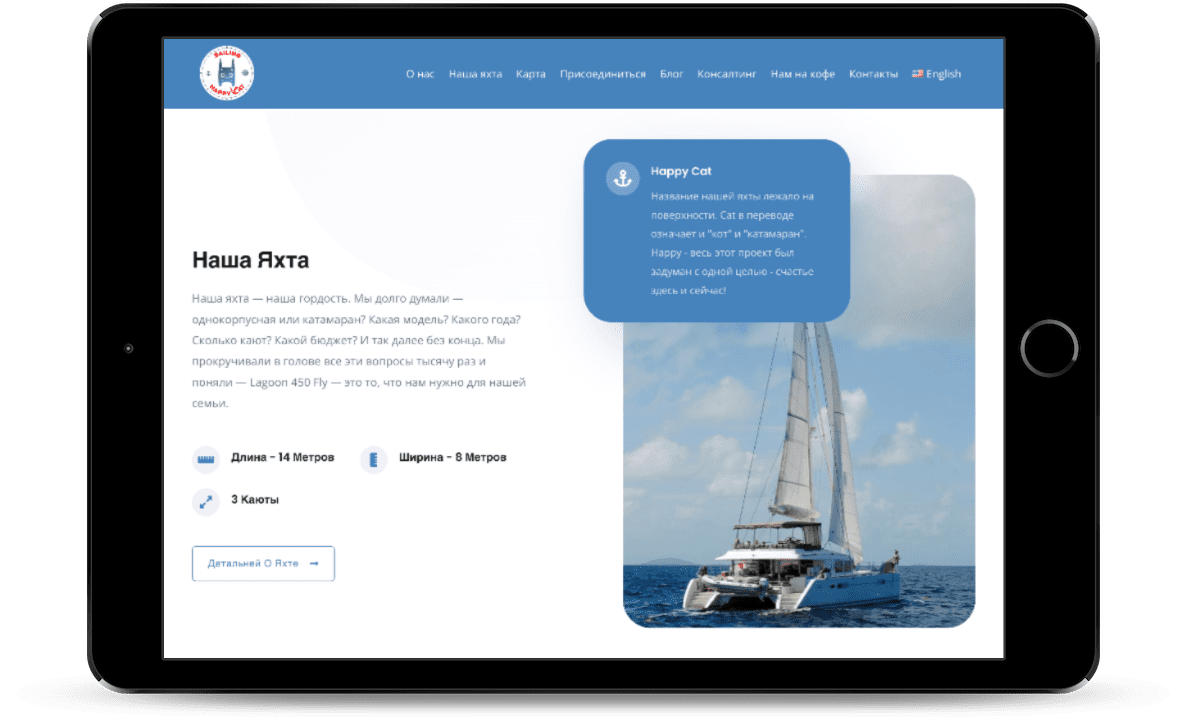 SAILING
HAPPY CAT
О нас Наша яхта Карта Присоединиться Блог Консалтинг Нам на кофе Контакты English
Happy Cat
Название нашей яхты лежало на
поверхности. Cat в переводе
означает и "кот" и "катамаран".
Happy - весь этот проект был
задуман с одной целью - счастье
здесь и сейчас!
Наша Яхта
Наша яхта — наша гордость. Мы долго думали —
однокорпусная или катамаран? Какая модель? Какого года?
Сколько кают? Какой бюджет? И так далее без конца. Мы
прокручивали в голове все эти вопросы тысячу раз и
поняли — Lagoon 450 Fly — это то, что нам нужно для нашей
семьи.
Длина - 14 Метров Ширина - 8 Метров
3 Каюты
Детальней О Яхте →